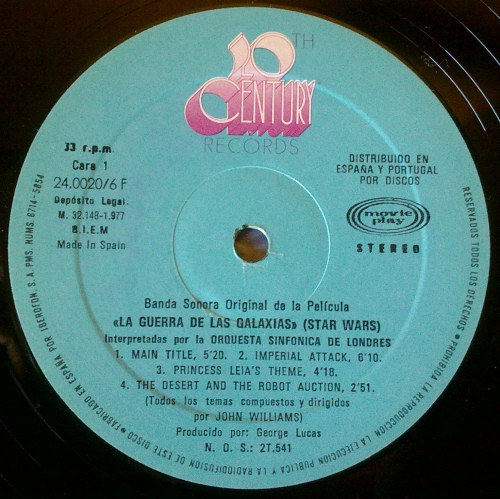 20TH
CENTURY
RECORDS
33 r.p.m.
Cara 1
24.0020/6 F
Depósito Legal.
M. 32.148-1.977
B.I.E.M
Made in Spain
DISTRIBUIDO EN
ESPAÑA Y PORTUGAL
POR DISCOS
movie
play
STEREO
Banda Sonora Original de la Película
«LA GUERRA DE LAS GALAXIAS» (STAR WARS)
Interpretadas por la ORQUESTA SINFONICA DE LONDRES
1. MAIN TITLE, 5'20. 2. IMPERIAL ATTACK, 6'10.
3. PRINCESS LEIA'S THEME, 4'18.
4. THE DESERT AND THE ROBOT AUCTION, 2'51.
(Todos los temas compuestos y dirigidos
por JOHN WILLIAMS)
Producido por: George Lucas
N. O. S.: 2T.541
RESERVADOS TODOS LOS DERECHOS • PROHIBIDA LA REPRODUCCION, LA EJECUCION PUBLICA Y LA RADIODIFUSION DE ESTE DISCO • FABRICADO EN ESPAÑA POR IBEROFON, S.A. PMS. NUMS. 6714-5854